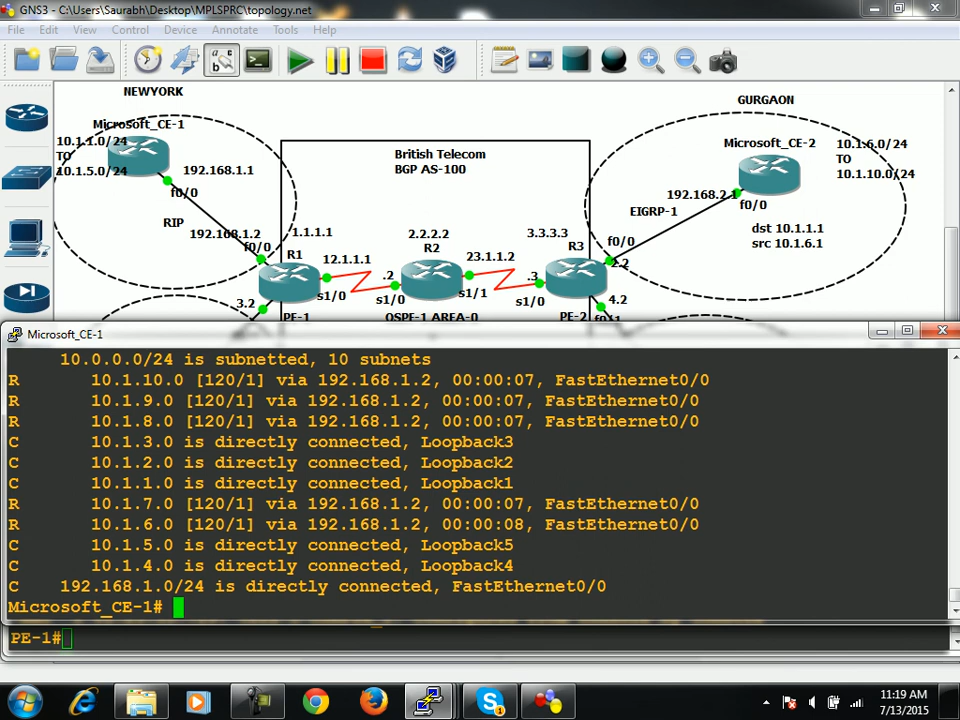 GNS3 - C:\Users\Saurabh\Desktop\MPLSPRC\topology.net
File Edit View Control Device Annotate Tools Help
NEWYORK
Microsoft_CE-1
10.1.1.0/24
TO
10.1.5.0/24
192.168.1.1
f0/0
RIP
192.168.1.2
f0/0
1.1.1.1
R1
12.1.1.1
s1/0
3.2
PE-1
British Telecom
BGP AS-100
2.2.2.2
R2
.2
s1/0
23.1.1.2
s1/1
OSPF-1 AREA-0
3.3.3.3
R3
.3
s1/0
PE-2
f0/0
2.2
4.2
GURGAON
Microsoft_CE-2
10.1.6.0/24
TO
10.1.10.0/24
f0/0
EIGRP-1
dst 10.1.1.1
src 10.1.6.1
Microsoft_CE-1
10.0.0.0/24 is subnetted, 10 subnets
R 10.1.10.0 [120/1] via 192.168.1.2, 00:00:07, FastEthernet0/0
R 10.1.9.0 [120/1] via 192.168.1.2, 00:00:07, FastEthernet0/0
R 10.1.8.0 [120/1] via 192.168.1.2, 00:00:07, FastEthernet0/0
C 10.1.3.0 is directly connected, Loopback3
C 10.1.2.0 is directly connected, Loopback2
C 10.1.1.0 is directly connected, Loopback1
R 10.1.7.0 [120/1] via 192.168.1.2, 00:00:07, FastEthernet0/0
R 10.1.6.0 [120/1] via 192.168.1.2, 00:00:08, FastEthernet0/0
C 10.1.5.0 is directly connected, Loopback5
C 10.1.4.0 is directly connected, Loopback4
C 192.168.1.0/24 is directly connected, FastEthernet0/0
Microsoft_CE-1#
PE-1#
11:19 AM
7/13/2015